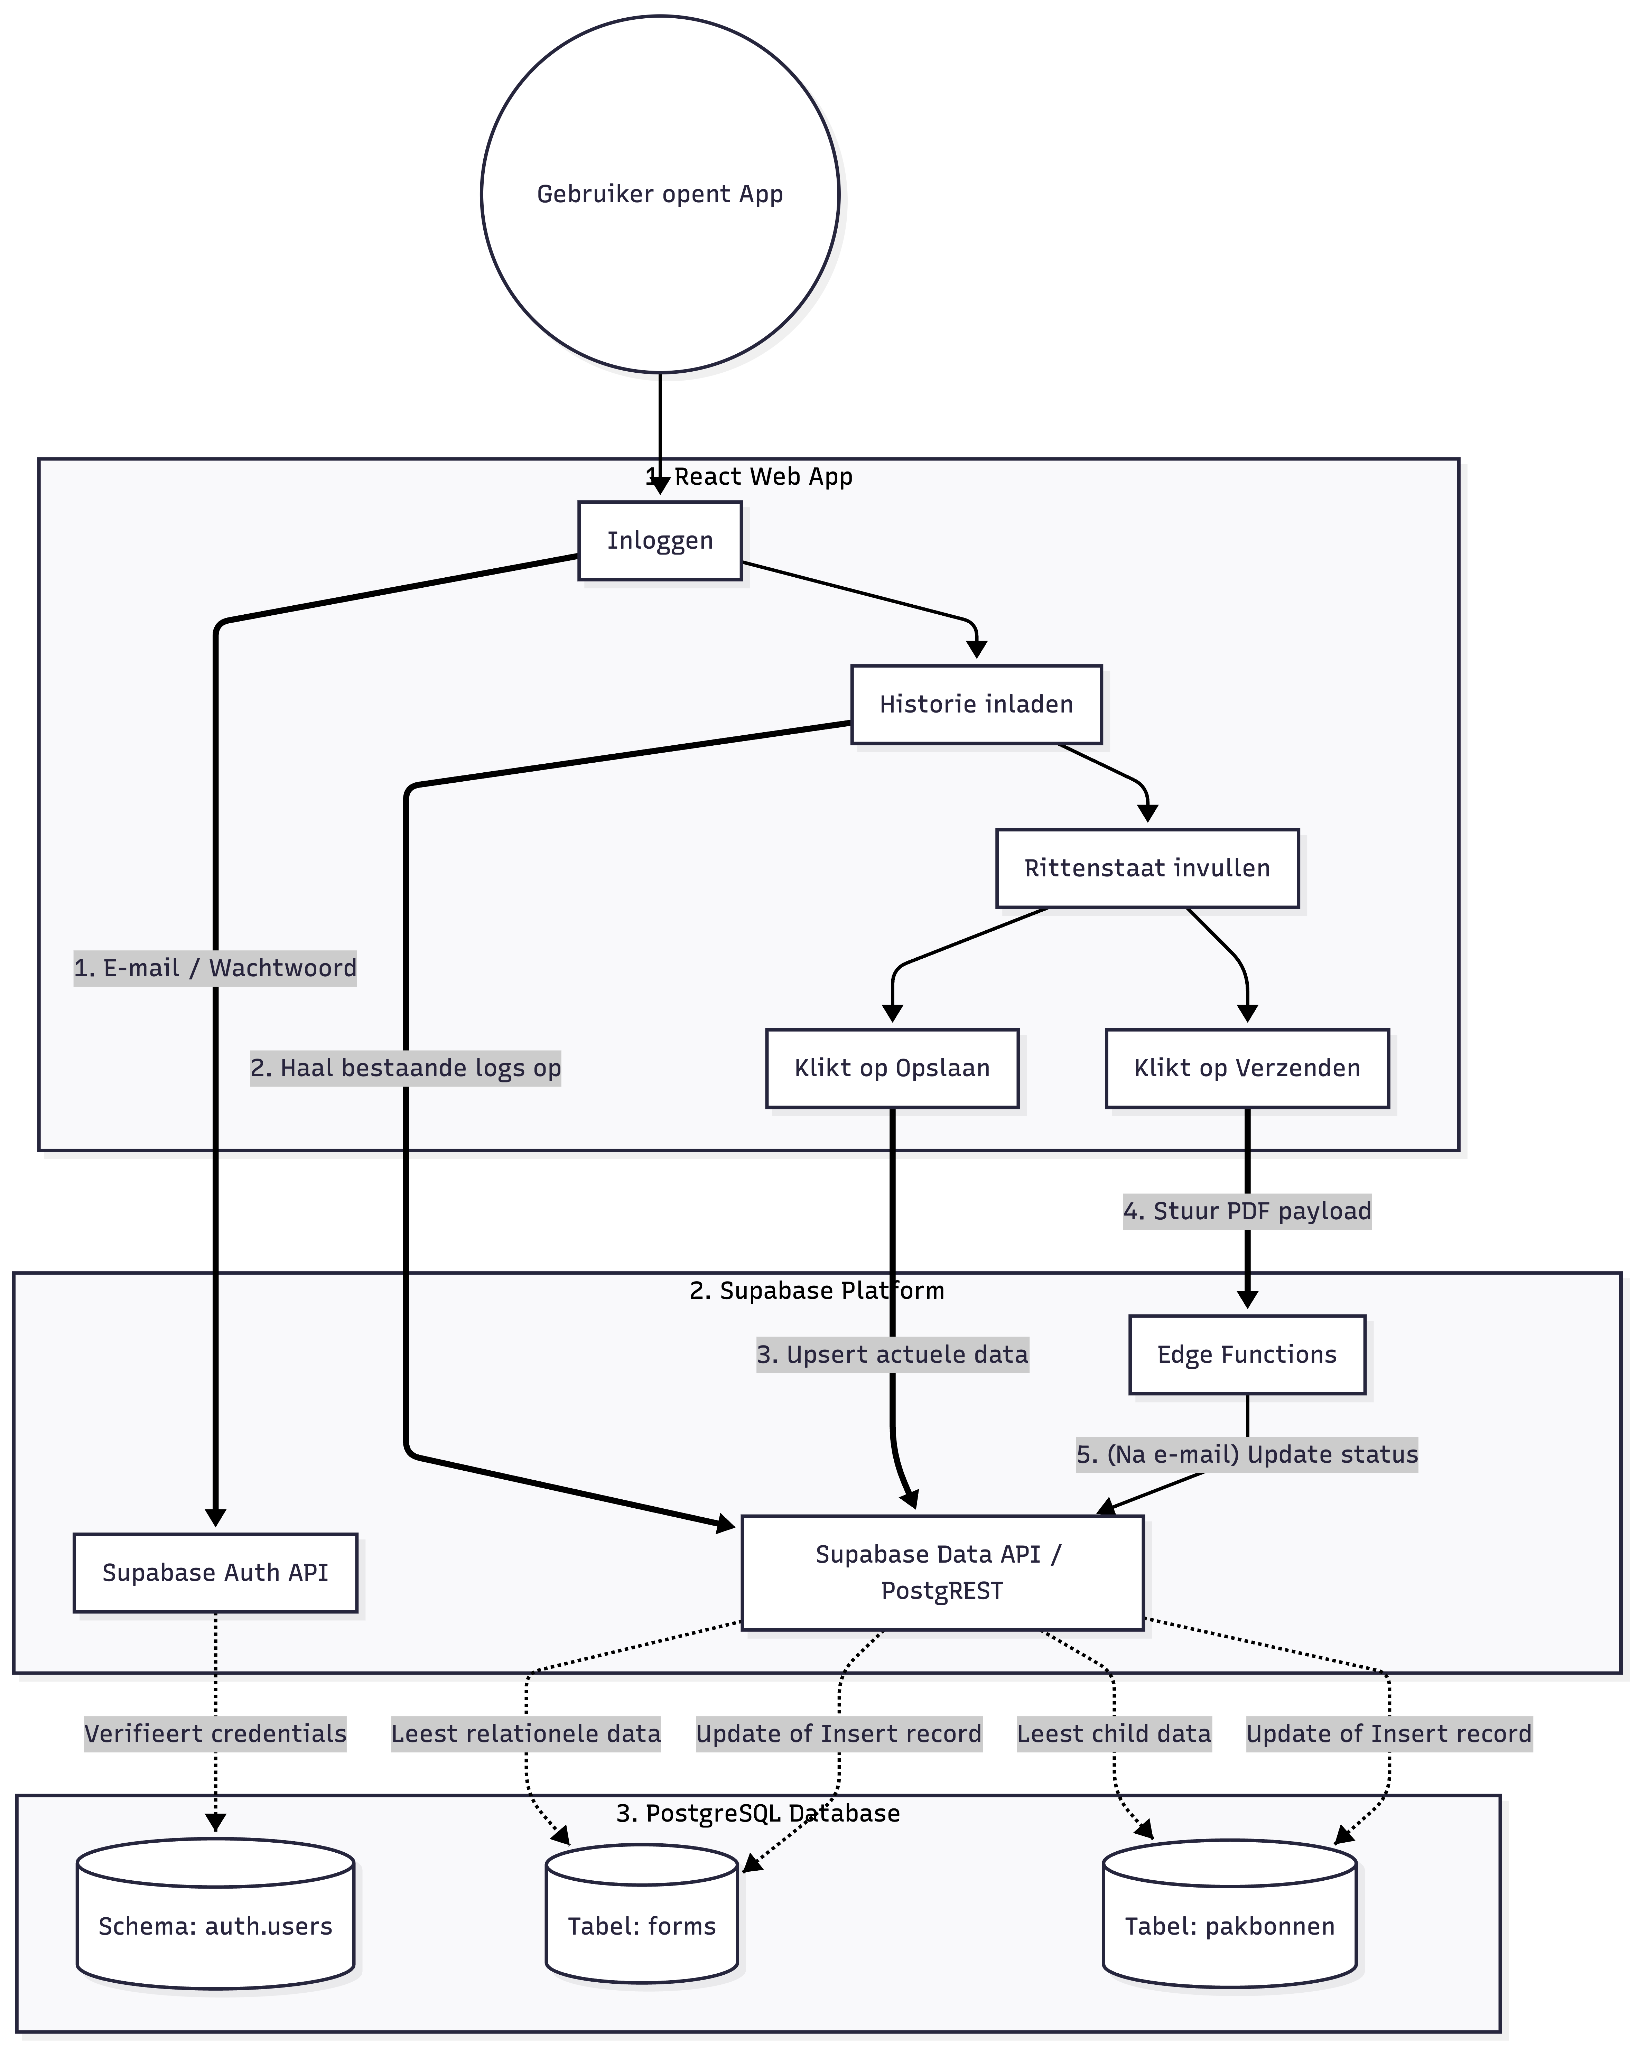 Gebruiker opent App
1. React Web App
Inloggen
Historie inladen
Rittenstaat invullen
1. E-mail / Wachtwoord
2. Haal bestaande logs op
Klikt op Opslaan
Klikt op Verzenden
4. Stuur PDF payload
2. Supabase Platform
3. Upsert actuele data
Edge Functions
5. (Na e-mail) Update status
Supabase Auth API
Supabase Data API /
PostgREST
Verifieert credentials
Leest relationele data
Update of Insert record
Leest child data
Update of Insert record
3. PostgreSQL Database
Schema: auth.users
Tabel: forms
Tabel: pakbonnen